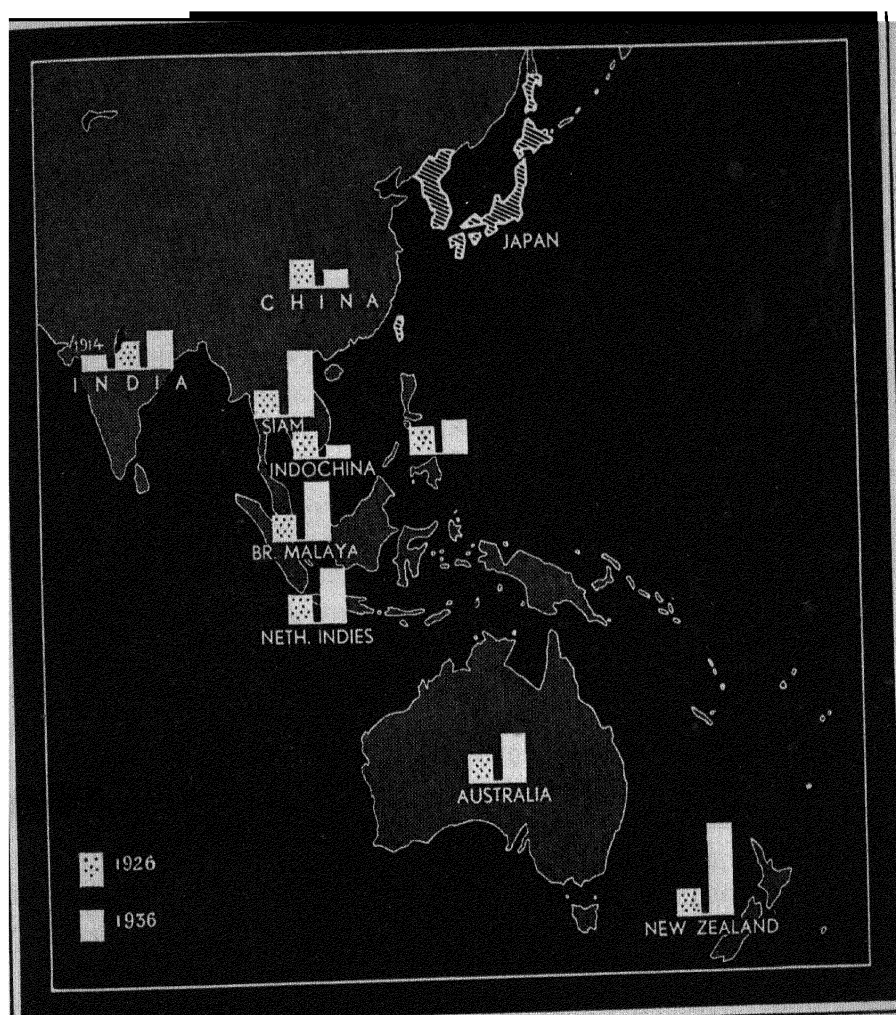 JAPAN
CHINA
1914
INDIA
SIAM
INDOCHINA
BR. MALAYA
NETH. INDIES
AUSTRALIA
1926
1936
NEW ZEALAND